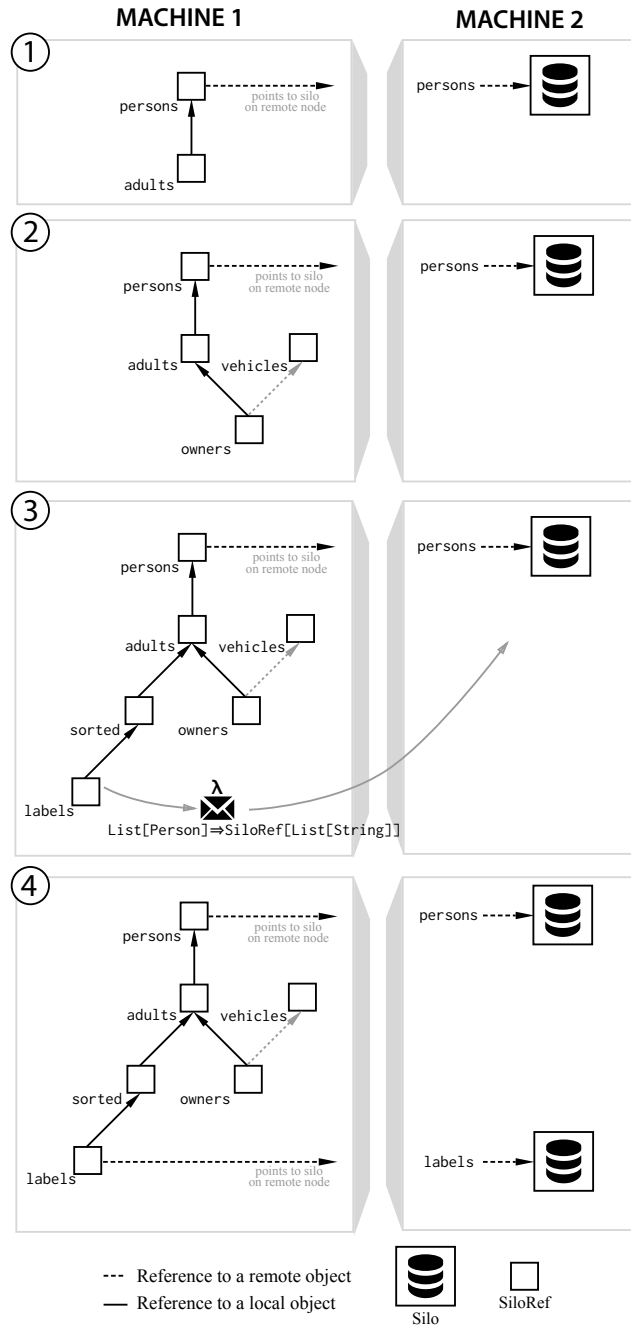 MACHINE 1
MACHINE 2
1
persons
points to silo
on remote node
adults
persons
2
persons
points to silo
on remote node
adults
vehicles
owners
persons
3
persons
points to silo
on remote node
adults
vehicles
sorted
owners
labels
λ
List[Person]⇒SiloRef[List[String]]
persons
4
persons
points to silo
on remote node
adults
vehicles
sorted
owners
labels
points to silo
on remote node
persons
labels
Reference to a remote object
Reference to a local object
Silo
SiloRef